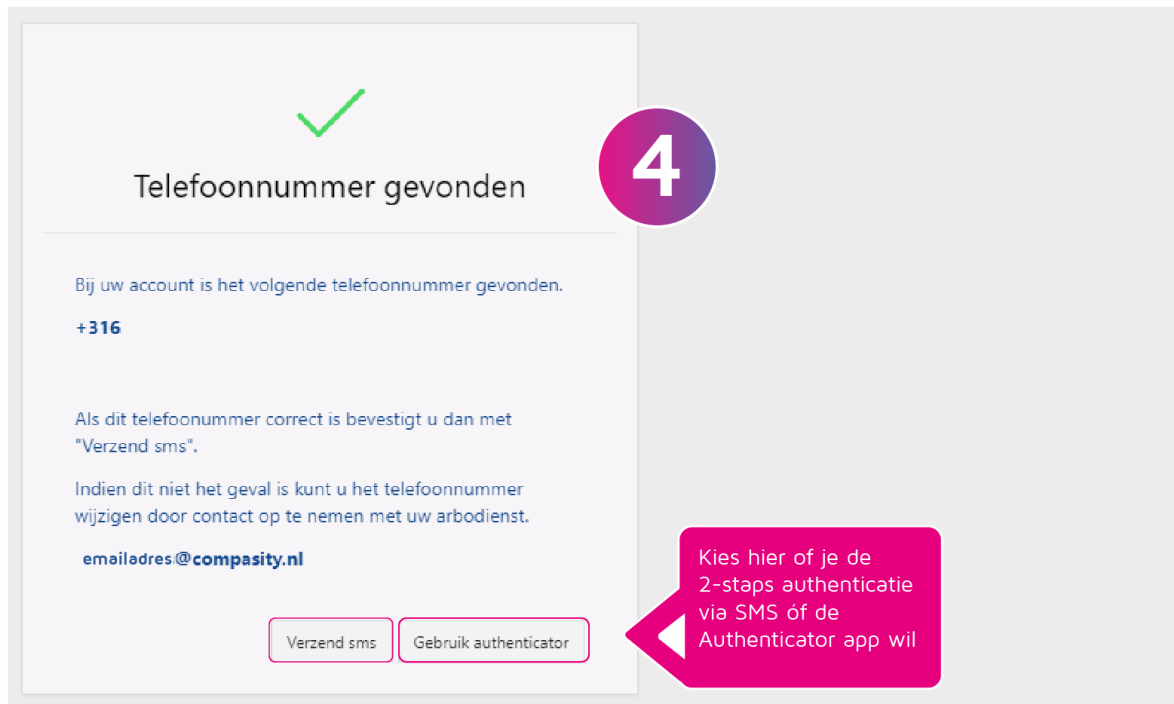 4
Telefoonnummer gevonden
Bij uw account is het volgende telefoonnummer gevonden.
+316
Als dit telefoonummer correct is bevestigt u dan met
"Verzend sms".
Indien dit niet het geval is kunt u het telefoonnummer
wijzigen door contact op te nemen met uw arbodienst.
emailadres@compasity.nl
Verzend sms
Gebruik authenticator
Kies hier of je de
2-staps authenticatie
via SMS óf de
Authenticator app wil